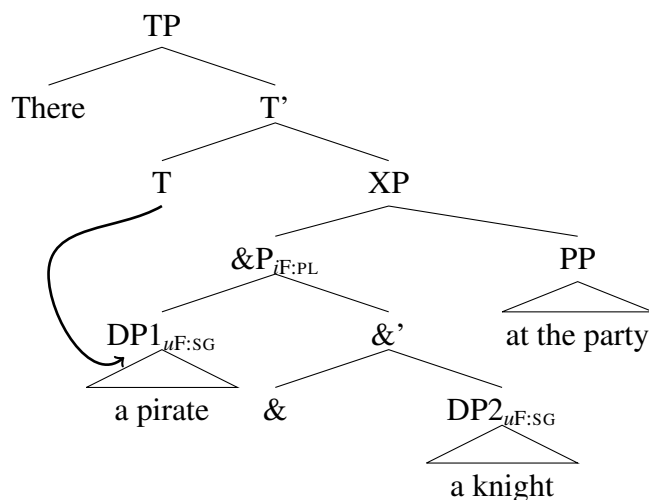 TP
There T’
T XP
&P iF:PL PP
DP1 uF:SG &’ at the party
a pirate & DP2 uF:SG
a knight